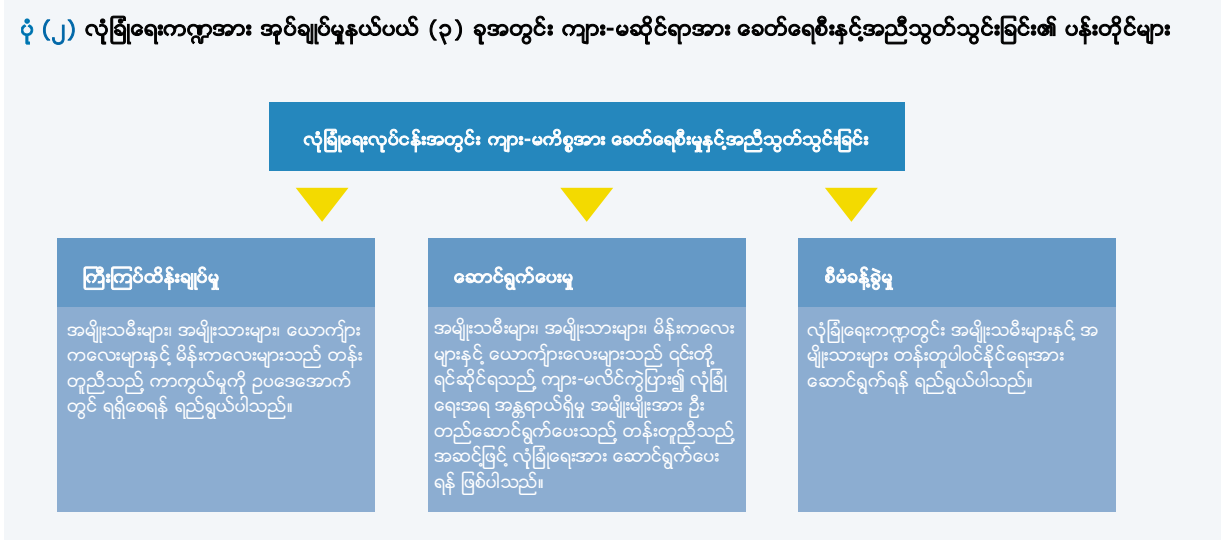 ပုံ (၂) လုံခြုံရေးကဏ္ဍအား အုပ်ချုပ်မှုနယ်ပယ် (၃) ခုအတွင်း ကျား-မဆိုင်ရာအား ခေတ်ရေစီးနှင့်အညီသွတ်သွင်းခြင်း၏ ပန်းတိုင်များ
လုံခြုံရေးလုပ်ငန်းအတွင်း ကျား-မကိစ္စအား ခေတ်ရေစီးမှုနှင့်အညီသွတ်သွင်းခြင်း
ကြီးကြပ်ထိန်းချုပ်မှု
အမျိုးသမီးများ၊ အမျိုးသားများ၊ ယောကျ်ား
ကလေးများနှင့် မိန်းကလေးများသည် တန်း
တူညီသည့် ကာကွယ်မှုကို ဥပဒေအောက်
တွင် ရရှိစေရန် ရည်ရွယ်ပါသည်။
ဆောင်ရွက်ပေးမှု
အမျိုးသမီးများ၊ အမျိုးသားများ၊ မိန်းကလေး
များနှင့် ယောကျ်ားလေးများသည် ၎င်းတို့
ရင်ဆိုင်ရသည့် ကျား-မလိင်ကွဲပြား၍ လုံခြုံ
ရေးအရ အန္တရာယ်ရှိမှု အမျိုးမျိုးအား ဦး
တည်ဆောင်ရွက်ပေးသည့် တန်းတူညီသည့်
အဆင့်ဖြင့် လုံခြုံရေးအား ဆောင်ရွက်ပေး
ရန် ဖြစ်ပါသည်။
စီမံခန့်ခွဲမှု
လုံခြုံရေးကဏ္ဍတွင်း အမျိုးသမီးများနှင့် အ
မျိုးသားများ တန်းတူပါဝင်နိုင်ရေးအား
ဆောင်ရွက်ရန် ရည်ရွယ်ပါသည်။